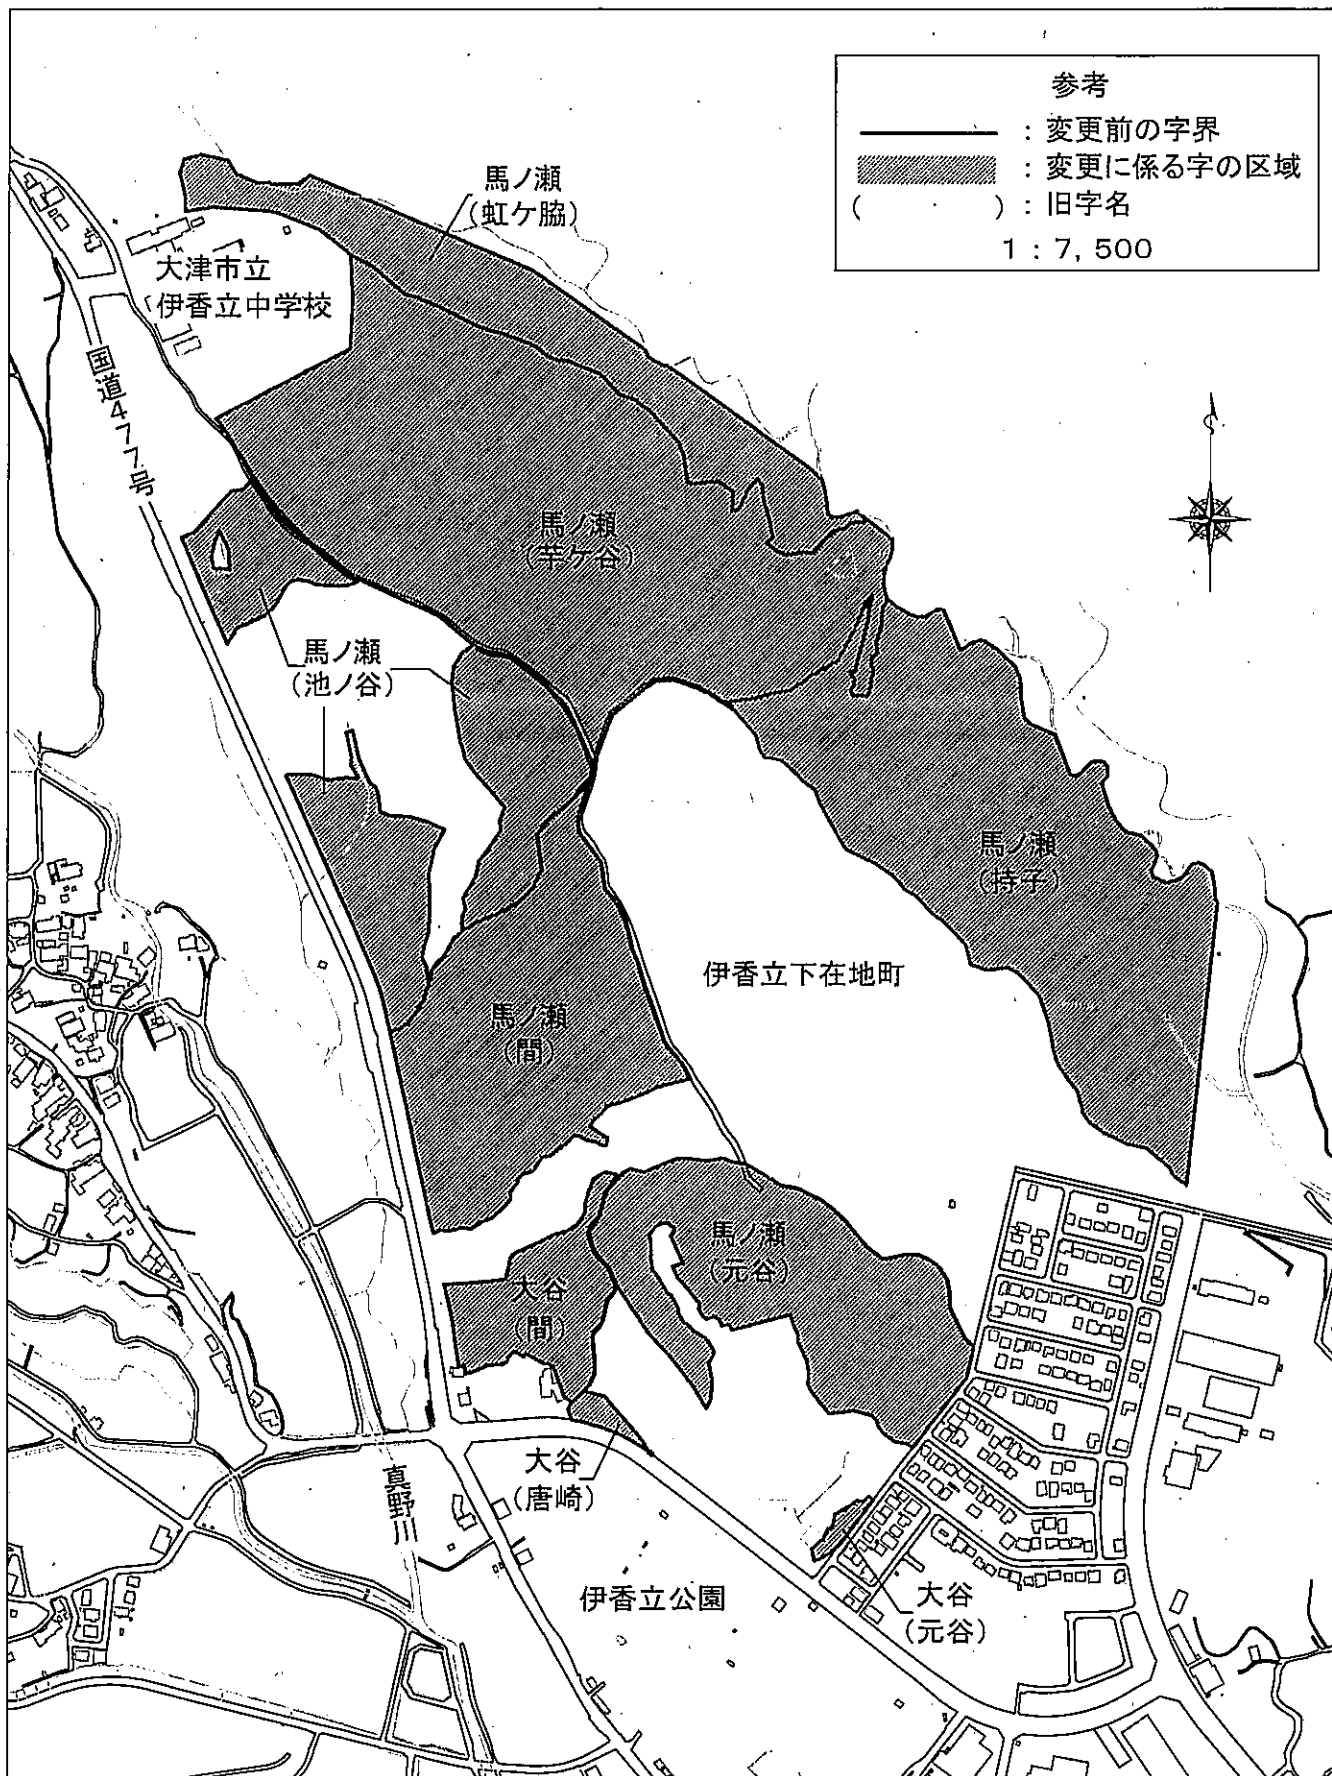 参考
：変更前の字界
：変更に係る字の区域
(　　　)：旧字名
1：7,500
馬ノ瀬
(虹ケ脇)
大津市立
伊香立中学校
国道477号
馬ノ瀬
(芋ケ谷)
馬ノ瀬
(池ノ谷)
馬ノ瀬
(持子)
伊香立下在地町
馬ノ瀬
(間)
馬ノ瀬
(元谷)
大谷
(間)
大谷
(唐崎)
真野川
伊香立公園
大谷
(元谷)